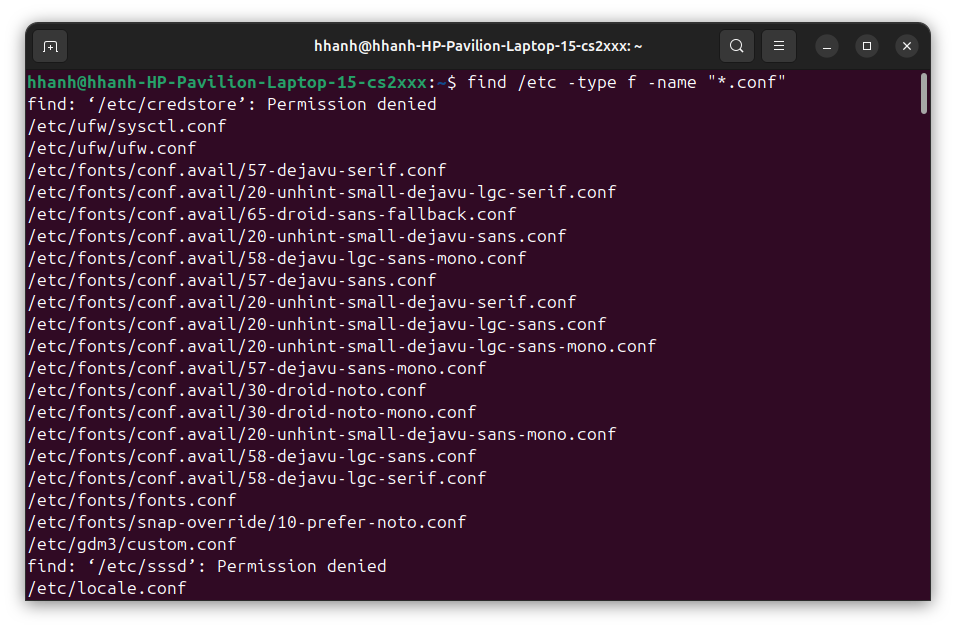 hhanh@hhanh-HP-Pavilion-Laptop-15-cs2xxx: ~
hhanh@hhanh-HP-Pavilion-Laptop-15-cs2xxx:~$ find /etc -type f -name "*.conf"
find: ‘/etc/credstore’: Permission denied
/etc/ufw/sysctl.conf
/etc/ufw/ufw.conf
/etc/fonts/conf.avail/57-dejavu-serif.conf
/etc/fonts/conf.avail/20-unhint-small-dejavu-lgc-serif.conf
/etc/fonts/conf.avail/65-droid-sans-fallback.conf
/etc/fonts/conf.avail/20-unhint-small-dejavu-sans.conf
/etc/fonts/conf.avail/58-dejavu-lgc-sans-mono.conf
/etc/fonts/conf.avail/57-dejavu-sans.conf
/etc/fonts/conf.avail/20-unhint-small-dejavu-serif.conf
/etc/fonts/conf.avail/20-unhint-small-dejavu-lgc-sans.conf
/etc/fonts/conf.avail/20-unhint-small-dejavu-lgc-sans-mono.conf
/etc/fonts/conf.avail/57-dejavu-sans-mono.conf
/etc/fonts/conf.avail/30-droid-noto.conf
/etc/fonts/conf.avail/30-droid-noto-mono.conf
/etc/fonts/conf.avail/20-unhint-small-dejavu-sans-mono.conf
/etc/fonts/conf.avail/58-dejavu-lgc-sans.conf
/etc/fonts/conf.avail/58-dejavu-lgc-serif.conf
/etc/fonts/fonts.conf
/etc/fonts/snap-override/10-prefer-noto.conf
/etc/gdm3/custom.conf
find: ‘/etc/sssd’: Permission denied
/etc/locale.conf